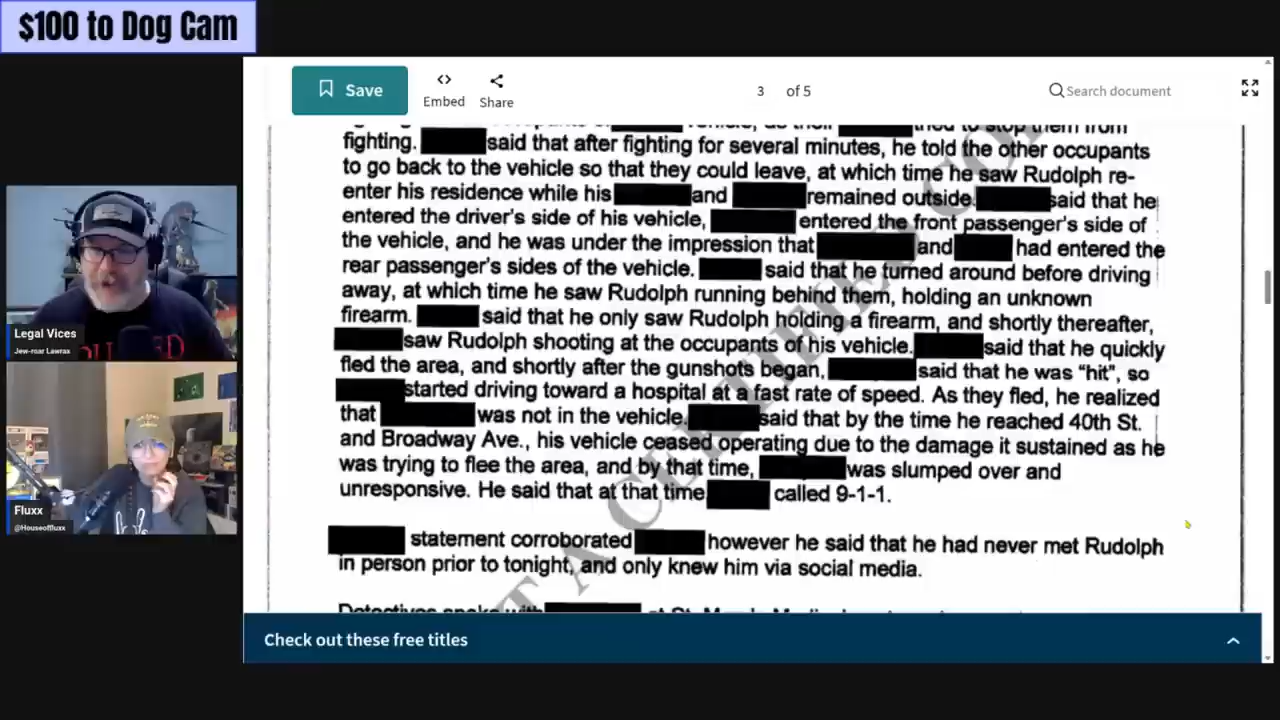 $100 to Dog Cam
Save
Embed
Share
3 of 5
Search document
fighting. said that after fighting for several minutes, he told the other occupants
to go back to the vehicle so that they could leave, at which time he saw Rudolph re-
enter his residence while his and remained outside. said that he
entered the driver's side of his vehicle, entered the front passenger's side of
the vehicle, and he was under the impression that and had entered the
rear passenger's sides of the vehicle. said that he turned around before driving
away, at which time he saw Rudolph running behind them, holding an unknown
firearm. said that he only saw Rudolph holding a firearm, and shortly thereafter,
saw Rudolph shooting at the occupants of his vehicle. said that he quickly
fled the area, and shortly after the gunshots began, said that he was "hit", so
started driving toward a hospital at a fast rate of speed. As they fled, he realized
that was not in the vehicle. said that by the time he reached 40th St.
and Broadway Ave., his vehicle ceased operating due to the damage it sustained as he
was trying to flee the area, and by that time, was slumped over and
unresponsive. He said that at that time called 9-1-1.
statement corroborated however he said that he had never met Rudolph
in person prior to tonight, and only knew him via social media.
Detectives spoke with at St.
Check out these free titles
Legal Vices
Jew-roar Lawrax
Fluxx
@Houseoffluxx